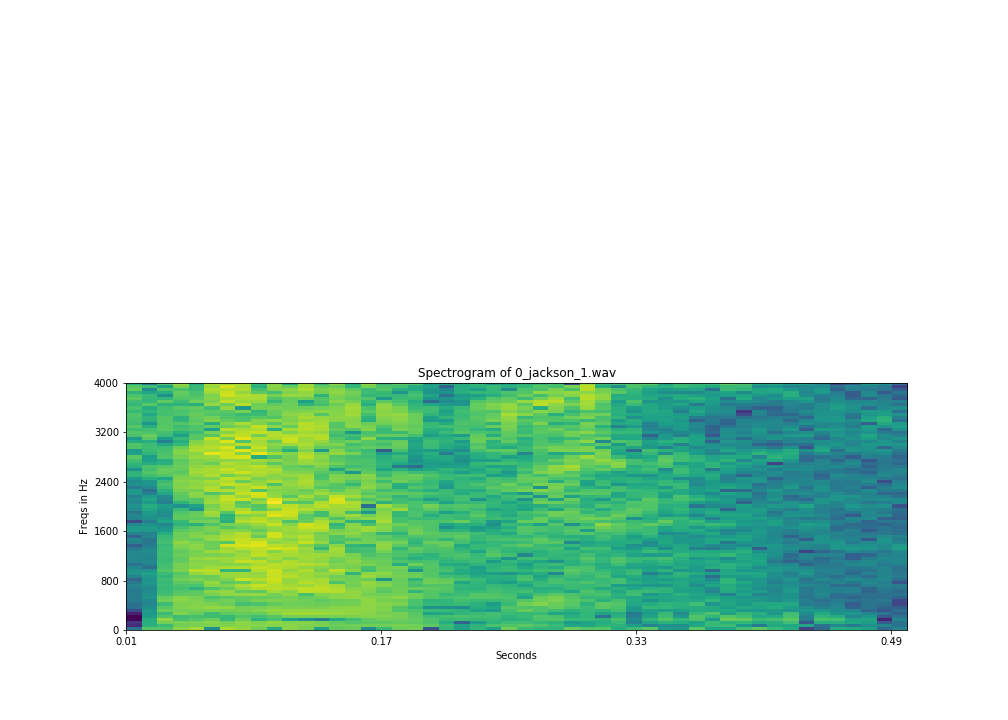 Spectrogram of 0_jackson_1.wav
4000
3200
2400
1600
800
0
Freqs in Hz
0.01 0.17 0.33 0.49
Seconds